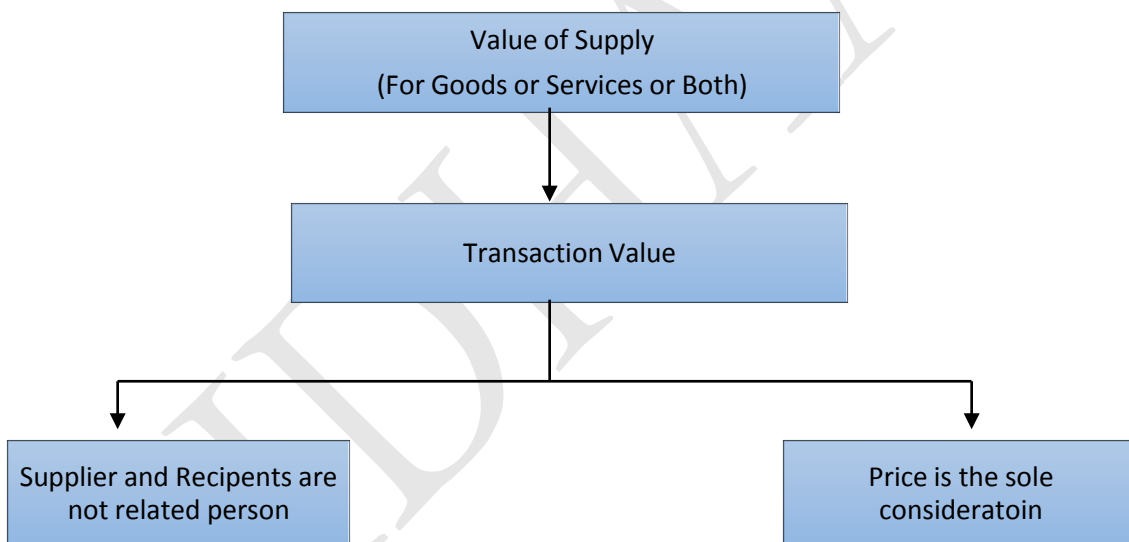 Value of Supply
(For Goods or Services or Both)
Transaction Value
Supplier and Recipents are
not related person
Price is the sole
consideratoin